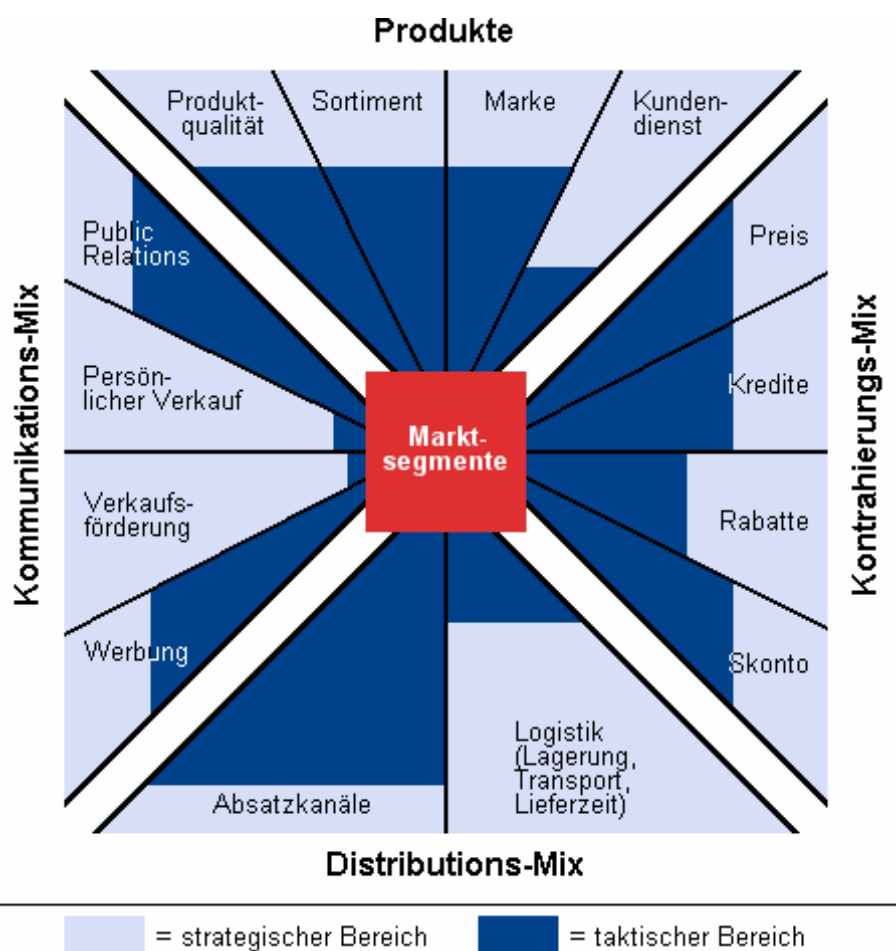 Produkte
Produkt-
qualität
Sortiment
Marke
Kunden-
dienst
Public
Relations
Preis
Kommunikations-Mix
Kontrahierungs-Mix
Persön-
licher Verkauf
Kredite
Markt-
segmente
Verkaufs-
förderung
Rabatte
Werbung
Skonto
Logistik
(Lagerung,
Transport,
Lieferzeit)
Absatzkanäle
Distributions-Mix
= strategischer Bereich
= taktischer Bereich